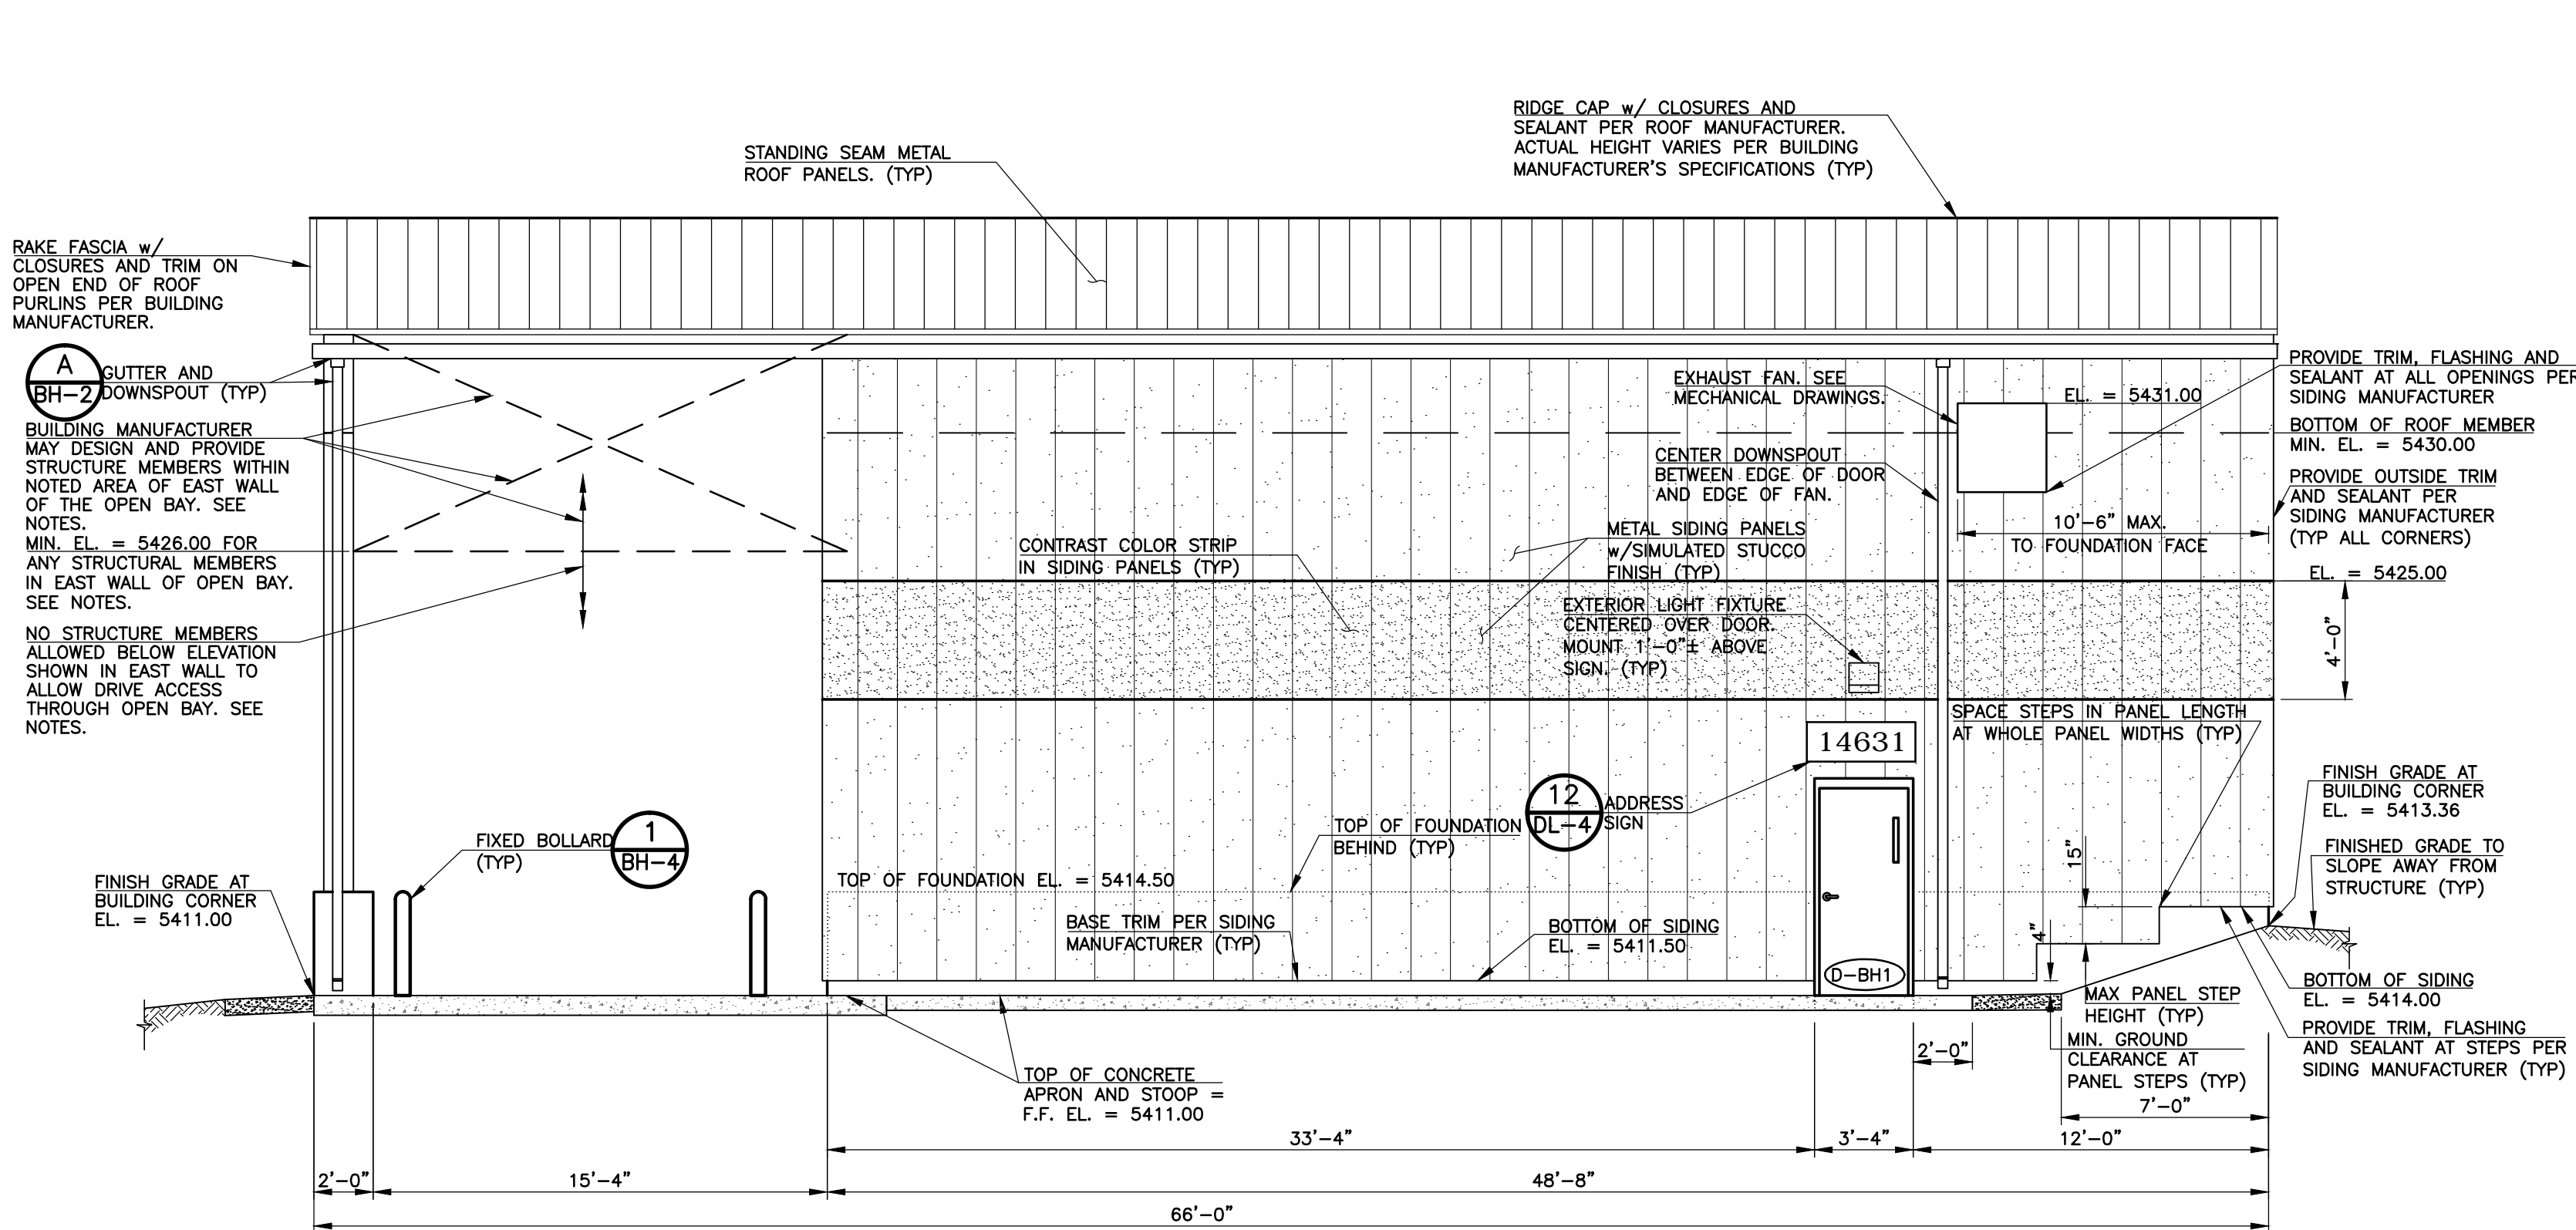 RIDGE CAP w/ CLOSURES AND
SEALANT PER ROOF MANUFACTURER.
ACTUAL HEIGHT VARIES PER BUILDING
MANUFACTURER'S SPECIFICATIONS (TYP)
STANDING SEAM METAL
ROOF PANELS. (TYP)
RAKE FASCIA w/
CLOSURES AND TRIM ON
OPEN END OF ROOF
PURLINS PER BUILDING
MANUFACTURER.
A
BH-2
GUTTER AND
DOWNSPOUT (TYP)
BUILDING MANUFACTURER
MAY DESIGN AND PROVIDE
STRUCTURE MEMBERS WITHIN
NOTED AREA OF EAST WALL
OF THE OPEN BAY. SEE
NOTES.
MIN. EL. = 5426.00 FOR
ANY STRUCTURAL MEMBERS
IN EAST WALL OF OPEN BAY.
SEE NOTES.
NO STRUCTURE MEMBERS
ALLOWED BELOW ELEVATION
SHOWN IN EAST WALL TO
ALLOW DRIVE ACCESS
THROUGH OPEN BAY. SEE
NOTES.
FIXED BOLLARD
(TYP)
1
BH-4
FINISH GRADE AT
BUILDING CORNER
EL. = 5411.00
EXHAUST FAN. SEE
MECHANICAL DRAWINGS.
EL. = 5431.00
CENTER DOWNSPOUT
BETWEEN EDGE OF DOOR
AND EDGE OF FAN.
10'-6" MAX.
TO FOUNDATION FACE
CONTRAST COLOR STRIP
IN SIDING PANELS (TYP)
METAL SIDING PANELS
w/SIMULATED STUCCO
FINISH (TYP)
EXTERIOR LIGHT FIXTURE
CENTERED OVER DOOR.
MOUNT 1'-0"± ABOVE
SIGN. (TYP)
SPACE STEPS IN PANEL LENGTH
AT WHOLE PANEL WIDTHS (TYP)
14631
12
DL-4
ADDRESS
SIGN
TOP OF FOUNDATION
BEHIND (TYP)
TOP OF FOUNDATION EL. = 5414.50
BASE TRIM PER SIDING
MANUFACTURER (TYP)
BOTTOM OF SIDING
EL. = 5411.50
D-BH1
TOP OF CONCRETE
APRON AND STOOP =
F.F. EL. = 5411.00
PROVIDE TRIM, FLASHING AND
SEALANT AT ALL OPENINGS PER
SIDING MANUFACTURER
BOTTOM OF ROOF MEMBER
MIN. EL. = 5430.00
PROVIDE OUTSIDE TRIM
AND SEALANT PER
SIDING MANUFACTURER
(TYP ALL CORNERS)
EL. = 5425.00
4'-0"
FINISH GRADE AT
BUILDING CORNER
EL. = 5413.36
FINISHED GRADE TO
SLOPE AWAY FROM
STRUCTURE (TYP)
15"
4"
BOTTOM OF SIDING
EL. = 5414.00
PROVIDE TRIM, FLASHING
AND SEALANT AT STEPS PER
SIDING MANUFACTURER (TYP)
MAX PANEL STEP
HEIGHT (TYP)
MIN. GROUND
CLEARANCE AT
PANEL STEPS (TYP)
2'-0"
7'-0"
33'-4"
3'-4"
12'-0"
2'-0"
15'-4"
48'-8"
66'-0"